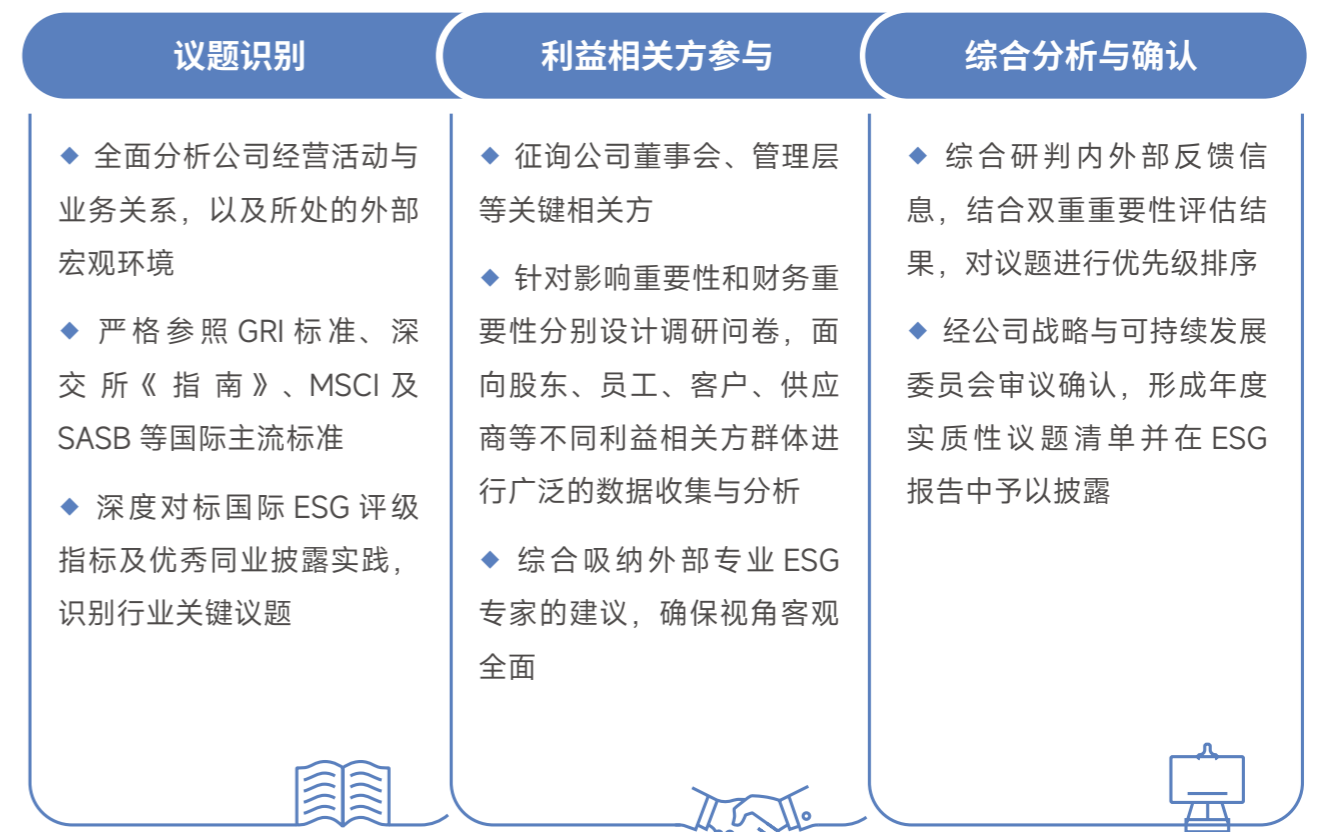 议题识别
◆ 全面分析公司经营活动与
业务关系，以及所处的外部
宏观环境
◆ 严格参照 GRI 标准、深
交所《指南》、MSCI 及
SASB 等国际主流标准
◆ 深度对标国际 ESG 评级
指标及优秀同业披露实践，
识别行业关键议题
利益相关方参与
◆ 征询公司董事会、管理层
等关键相关方
◆ 针对影响重要性和财务重
要性分别设计调研问卷，面
向股东、员工、客户、供应
商等不同利益相关方群体进
行广泛的数据收集与分析
◆ 综合吸纳外部专业 ESG
专家的建议，确保视角客观
全面
综合分析与确认
◆ 综合研判内外部反馈信
息，结合双重重要性评估结
果，对议题进行优先级排序
◆ 经公司战略与可持续发展
委员会审议确认，形成年度
实质性议题清单并在 ESG
报告中予以披露